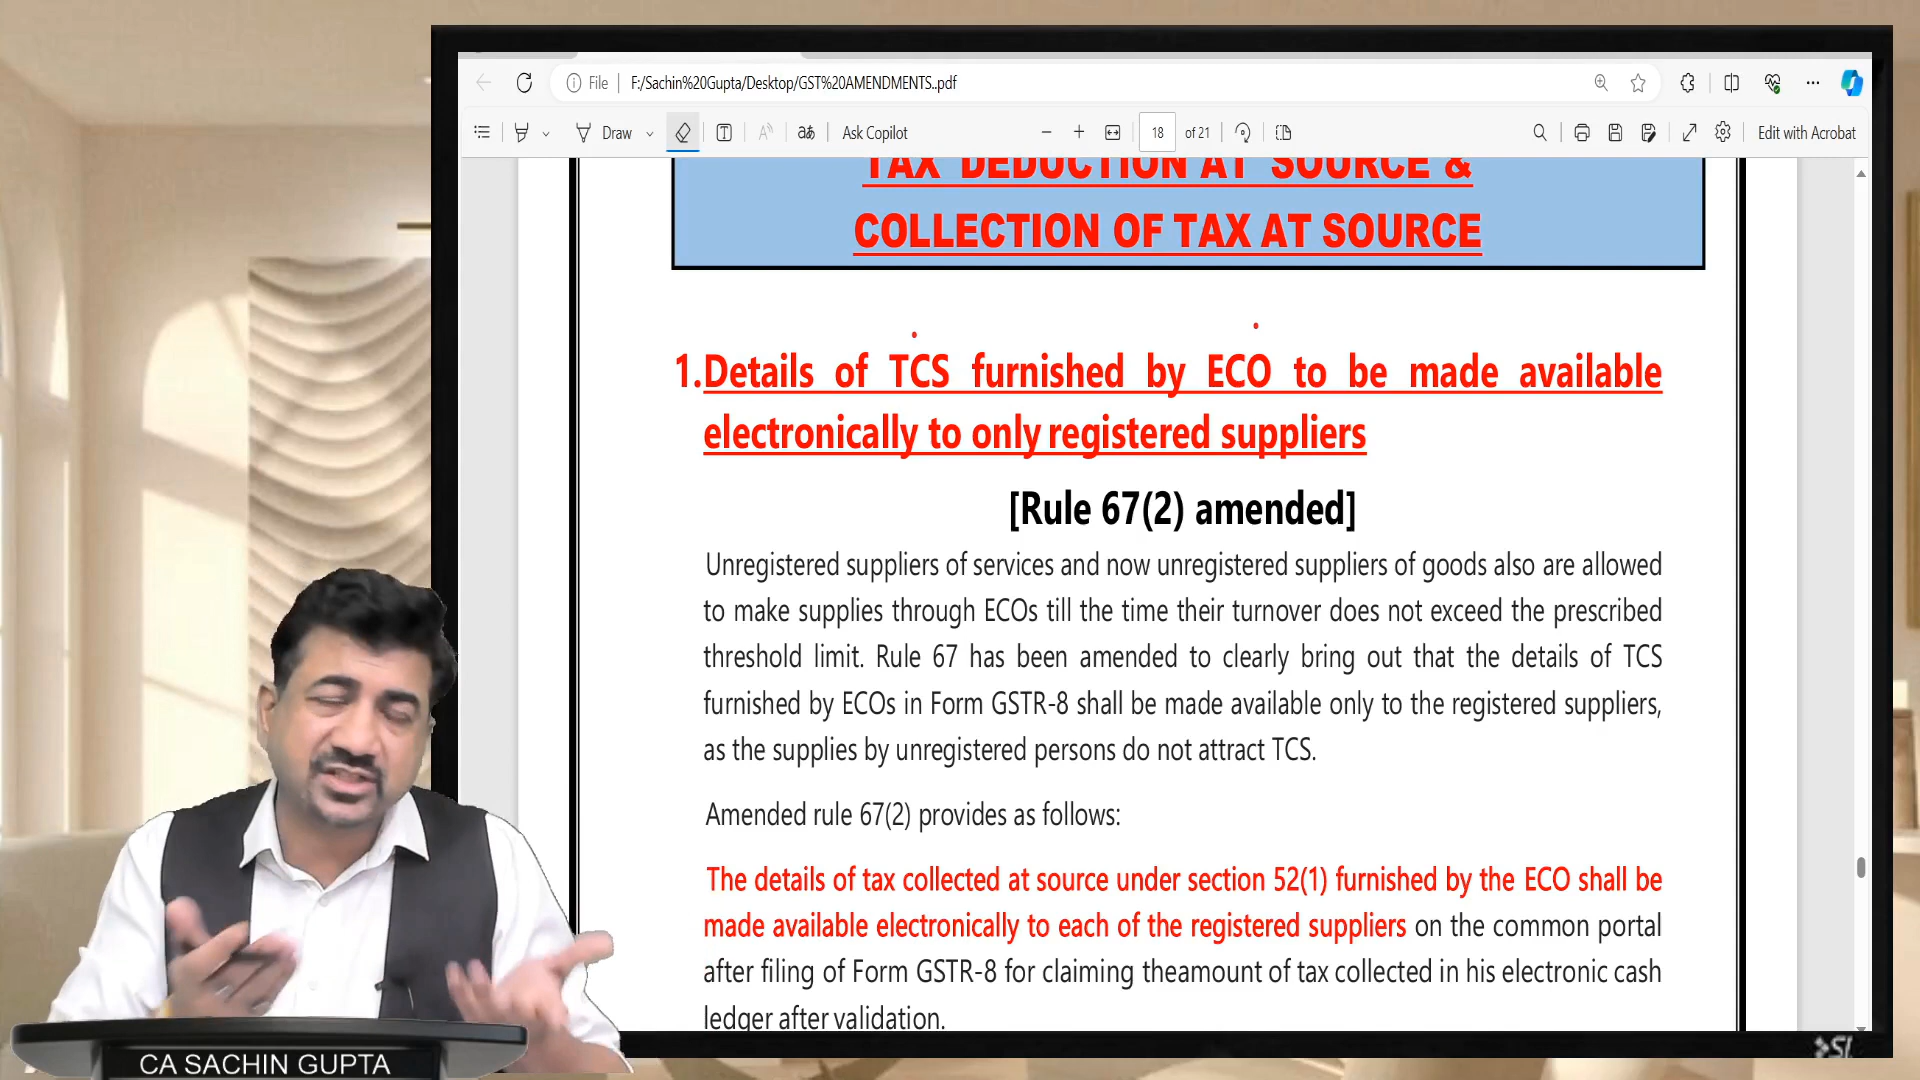 File
F:/Sachin%20Gupta/Desktop/GST%20AMENDMENTS..pdf
Draw
Ask Copilot
18
of 21
Edit with Acrobat
TAX DEDUCTION AT SOURCE &
COLLECTION OF TAX AT SOURCE
1.Details of TCS furnished by ECO to be made available
electronically to only registered suppliers
[Rule 67(2) amended]
Unregistered suppliers of services and now unregistered suppliers of goods also are allowed
to make supplies through ECOs till the time their turnover does not exceed the prescribed
threshold limit. Rule 67 has been amended to clearly bring out that the details of TCS
furnished by ECOs in Form GSTR-8 shall be made available only to the registered suppliers,
as the supplies by unregistered persons do not attract TCS.
Amended rule 67(2) provides as follows:
The details of tax collected at source under section 52(1) furnished by the ECO shall be
made available electronically to each of the registered suppliers on the common portal
after filing of Form GSTR-8 for claiming theamount of tax collected in his electronic cash
ledger after validation.
CA SACHIN GUPTA